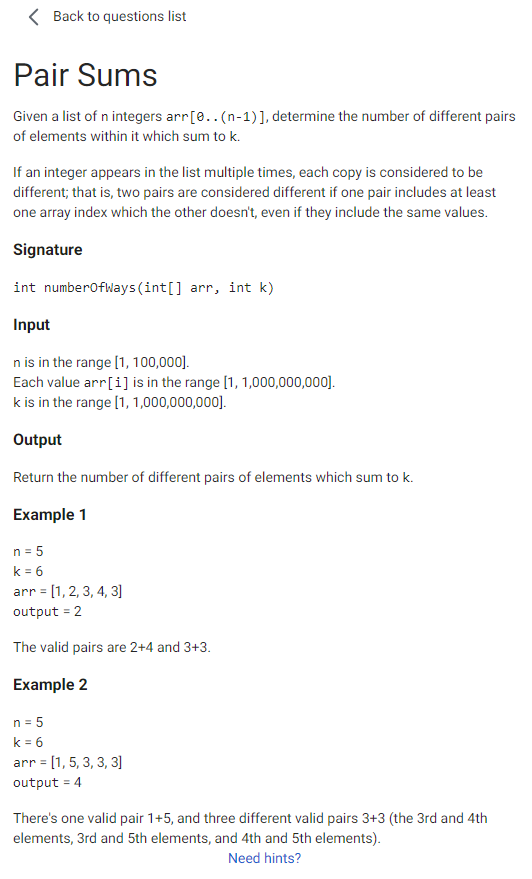 Back to questions list
Pair Sums
Given a list of n integers arr[0..(n-1)], determine the number of different pairs
of elements within it which sum to k.
If an integer appears in the list multiple times, each copy is considered to be
different; that is, two pairs are considered different if one pair includes at least
one array index which the other doesn't, even if they include the same values.
Signature
int numberOfWays(int[] arr, int k)
Input
n is in the range [1, 100,000].
Each value arr[i] is in the range [1, 1,000,000,000].
k is in the range [1, 1,000,000,000].
Output
Return the number of different pairs of elements which sum to k.
Example 1
n = 5
k = 6
arr = [1, 2, 3, 4, 3]
output = 2
The valid pairs are 2+4 and 3+3.
Example 2
n = 5
k = 6
arr = [1, 5, 3, 3, 3]
output = 4
There's one valid pair 1+5, and three different valid pairs 3+3 (the 3rd and 4th
elements, 3rd and 5th elements, and 4th and 5th elements).
Need hints?